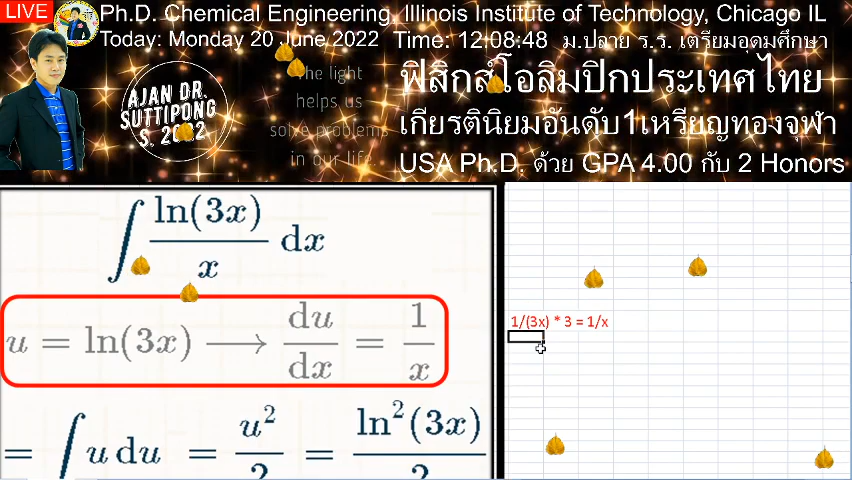 LIVE
Ph.D. Chemical Engineering, Illinois Institute of Technology, Chicago IL
Today: Monday 20 June 2022 Time: 12:08:48 ม.ปลาย ร.ร. เตรียมอุดมศึกษา
AJAN DR.
SUTTIPONG
S. 2022
the light
helps us
solve problems
in our life.
ฟิสิกส์โอลิมปิกประเทศไทย
เกียรตินิยมอันดับ1เหรียญทองจุฬา
USA Ph.D. ด้วย GPA 4.00 กับ 2 Honors
∫ ln(3x)/x dx
u = ln(3x) ⟶ du/dx = 1/x
= ∫ u du = u²/2 = ln²(3x)/2
1/(3x) * 3 = 1/x